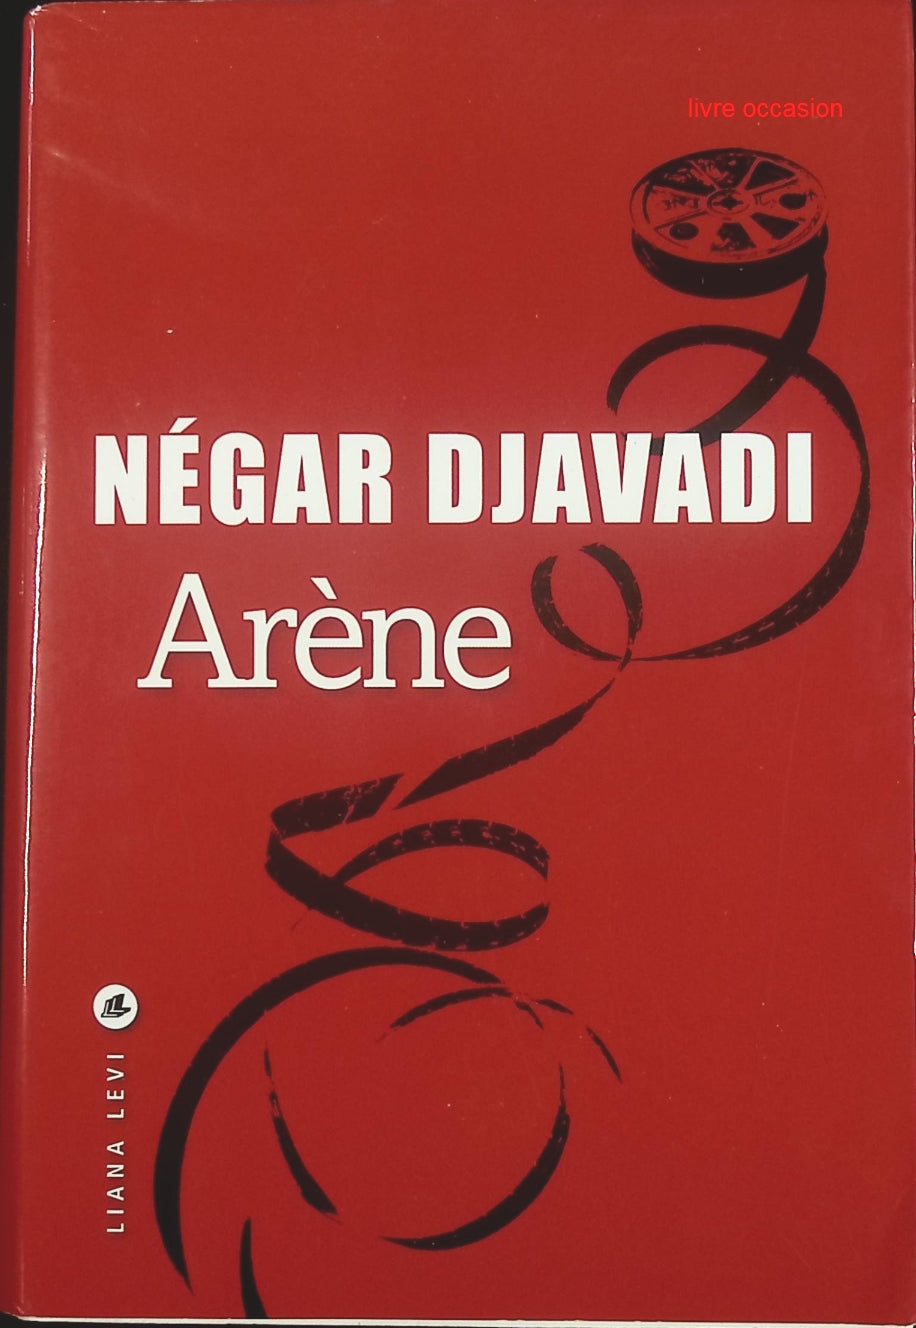 livre occasion
NÉGAR DJAVADI
Arène
LIANA LEVI